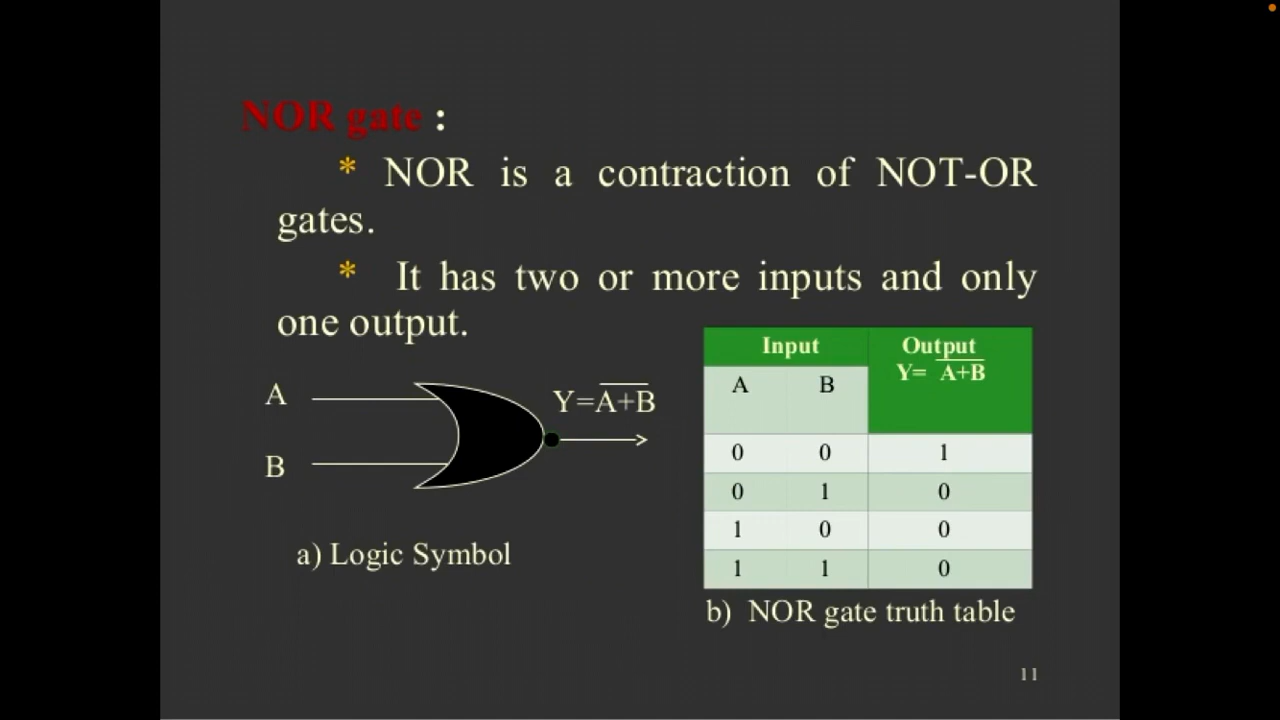 NOR gate :
* NOR is a contraction of NOT-OR
gates.
* It has two or more inputs and only
one output.
A
B
Y=A̅+̅B̅
a) Logic Symbol
Input Output
Y= A̅+̅B̅
A B
0 0 1
0 1 0
1 0 0
1 1 0
b) NOR gate truth table
11